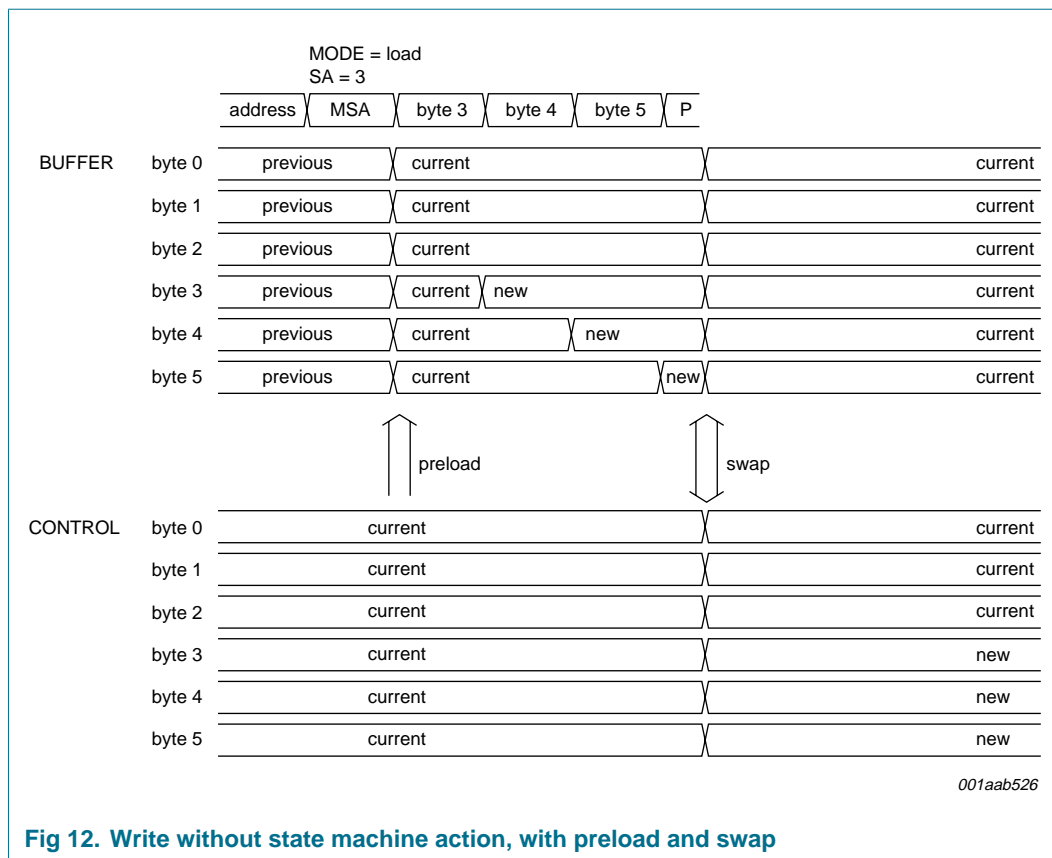 MODE = load
SA = 3
address MSA byte 3 byte 4 byte 5 P
BUFFER byte 0 previous current current
byte 1 previous current current
byte 2 previous current current
byte 3 previous current new current
byte 4 previous current new current
byte 5 previous current new current
preload swap
CONTROL byte 0 current current
byte 1 current current
byte 2 current current
byte 3 current new
byte 4 current new
byte 5 current new
001aab526
Fig 12. Write without state machine action, with preload and swap